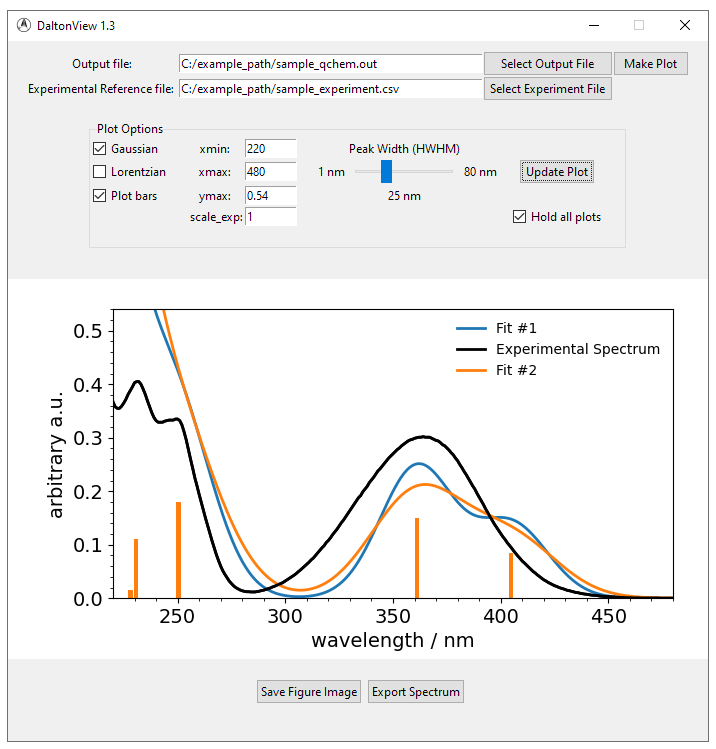 DaltonView 1.3
Output file: C:/example_path/sample_qchem.out Select Output File Make Plot
Experimental Reference file: C:/example_path/sample_experiment.csv Select Experiment File
Plot Options
Gaussian xmin: 220 Peak Width (HWHM)
Lorentzian xmax: 480 1 nm 80 nm Update Plot
Plot bars ymax: 0.54 25 nm
scale_exp: 1 Hold all plots
Fit #1
Experimental Spectrum
Fit #2
0.5
0.4
0.3
0.2
0.1
0.0
arbitrary a.u.
250 300 350 400 450
wavelength / nm
Save Figure Image Export Spectrum